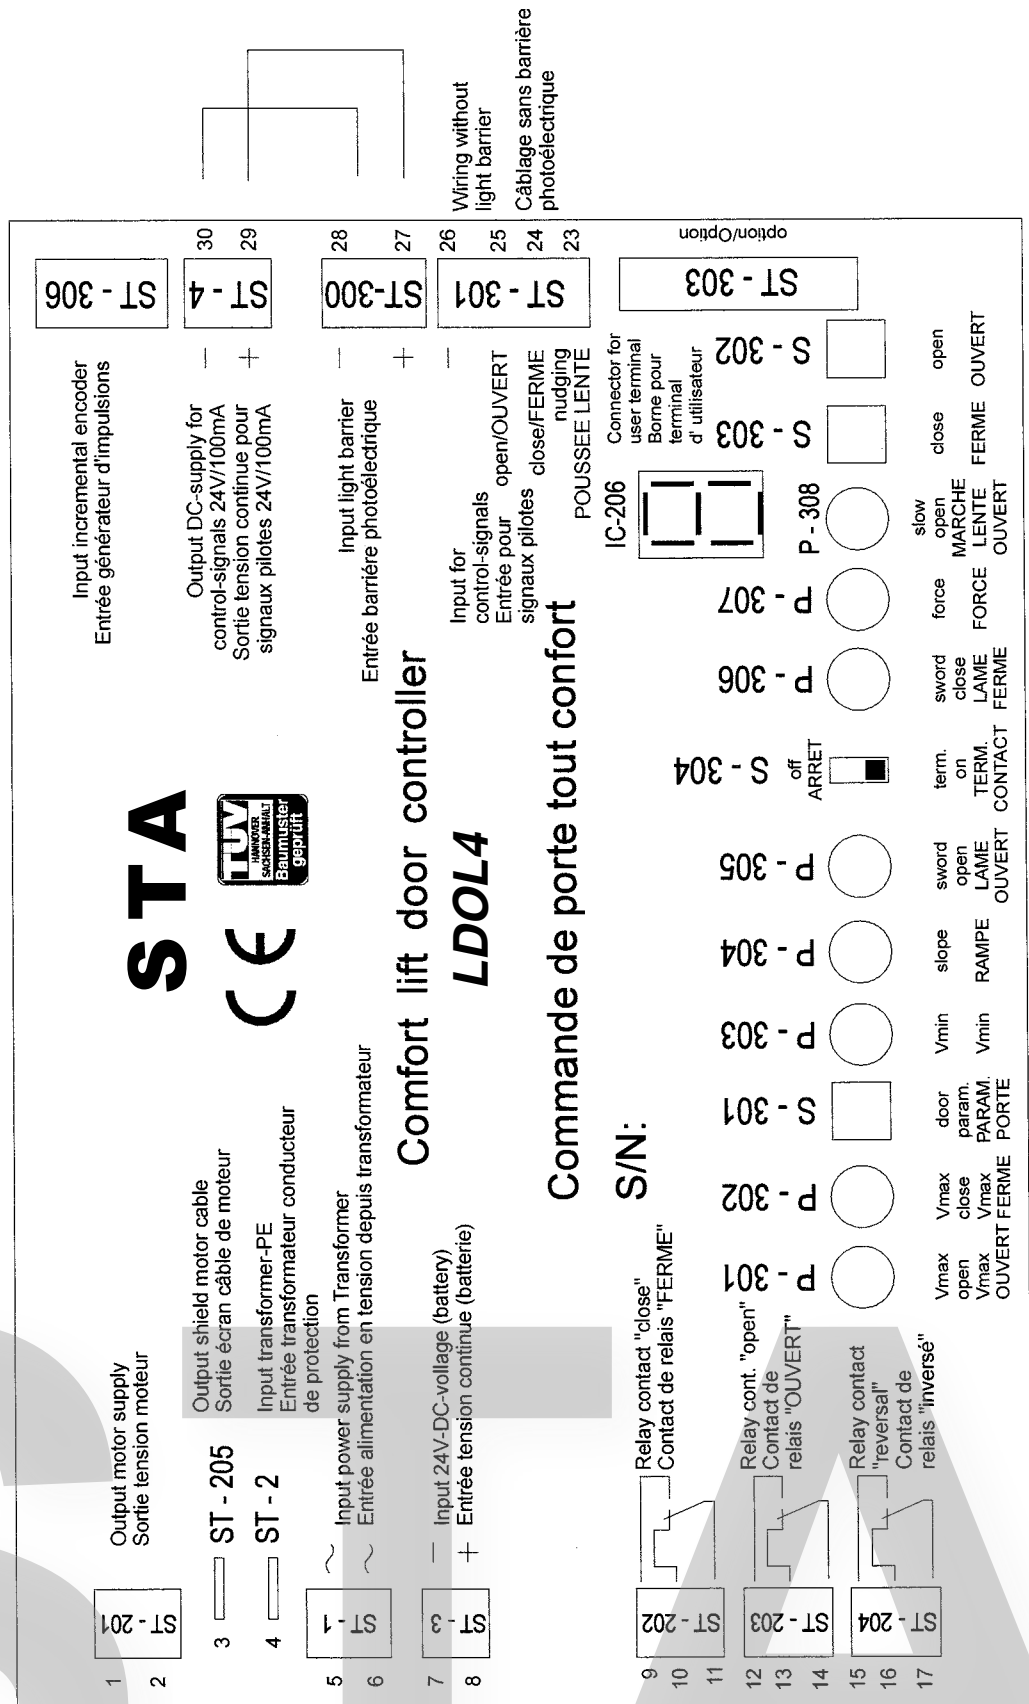 ST - 306
Input incremental encoder
Entrée générateur d'impulsions
30
29
ST - 4
−
+
Output DC-supply for
control-signals 24V/100mA
Sortie tension continue pour
signaux pilotes 24V/100mA
28
27
ST-300
−
+
Input light barrier
Entrée barrière photoélectrique
Wiring without
light barrier
Câblage sans barrière
photoélectrique
26
25
24
23
ST - 301
−
Input for
control-signals
Entrée pour
signaux pilotes
open/OUVERT
close/FERME
nudging
POUSSEE LENTE
option/Option
ST - 303
Connector for
user terminal
Borne pour
terminal
d' utilisateur
STA
CE
TÜV
HANNOVER
SACHSEN-ANHALT
Baumuster
geprüft
Comfort lift door controller
LDOL4
Commande de porte tout confort
S/N:
1
2
ST - 201
Output motor supply
Sortie tension moteur
3
ST - 205
Output shield motor cable
Sortie écran câble de moteur
4
ST - 2
Input transformer-PE
Entrée transformateur conducteur
de protection
5
6
ST - 1
~
~
Input power supply from Transformer
Entrée alimentation en tension depuis transformateur
7
8
ST - 3
−
+
Input 24V-DC-vollage (battery)
Entrée tension continue (batterie)
9
10
11
ST - 202
Relay contact "close"
Contact de relais "FERME"
12
13
14
ST - 203
Relay cont. "open"
Contact de
relais "OUVERT"
15
16
17
ST - 204
Relay contact
"reversal"
Contact de
relais "inversé"
P - 301
Vmax
open
Vmax
OUVERT
P - 302
Vmax
close
Vmax
FERME
S - 301
door
param.
PARAM.
PORTE
P - 303
Vmin
Vmin
P - 304
slope
RAMPE
P - 305
sword
open
LAME
OUVERT
S - 304
off
ARRET
term.
on
TERM.
CONTACT
P - 306
sword
close
LAME
FERME
P - 307
force
FORCE
IC-206
P - 308
slow
open
MARCHE
LENTE
OUVERT
S - 303
close
FERME
S - 302
open
OUVERT
STA